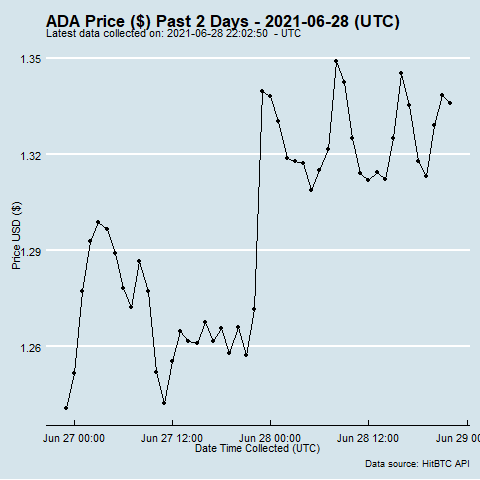 ADA Price ($) Past 2 Days - 2021-06-28 (UTC)
Latest data collected on: 2021-06-28 22:02:50 - UTC
1.35
1.32
1.29
1.26
Price USD ($)
Jun 27 00:00 Jun 27 12:00 Jun 28 00:00 Jun 28 12:00 Jun 29 00:
Date Time Collected (UTC)
Data source: HitBTC API